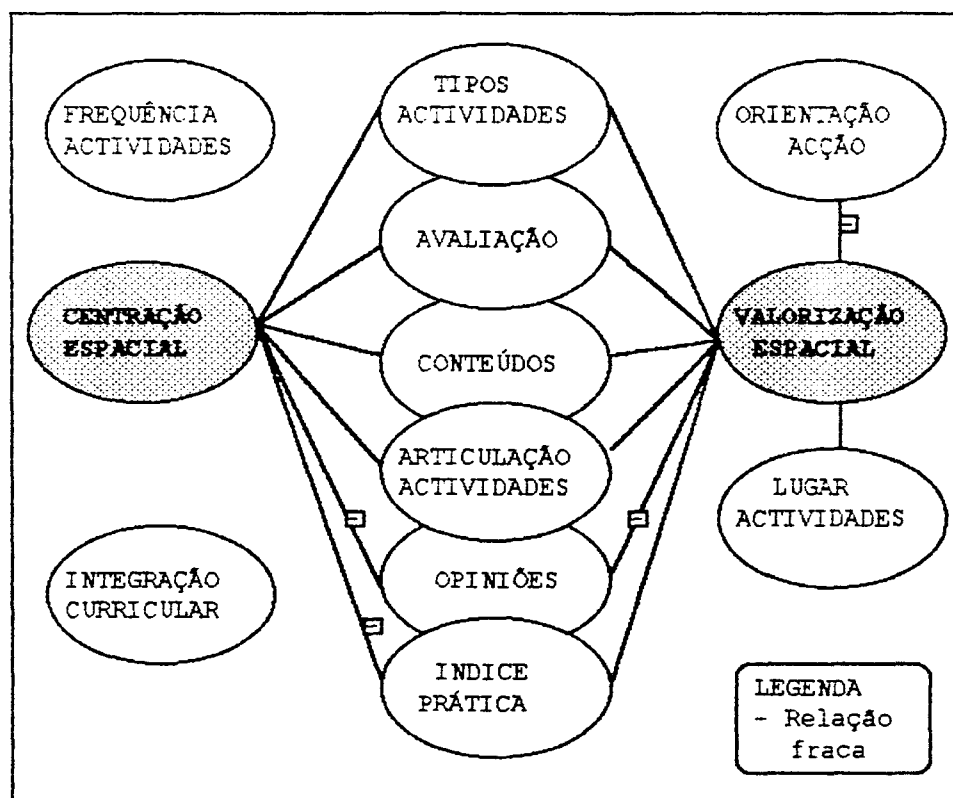 FREQUÊNCIA
ACTIVIDADES
TIPOS
ACTIVIDADES
ORIENTAÇÃO
ACÇÃO
-
AVALIAÇÃO
CENTRAÇÃO
ESPACIAL
VALORIZAÇÃO
ESPACIAL
CONTEÚDOS
ARTICULAÇÃO
ACTIVIDADES
LUGAR
ACTIVIDADES
-
-
OPINIÕES
INTEGRAÇÃO
CURRICULAR
-
INDICE
PRÁTICA
LEGENDA
- Relação
fraca